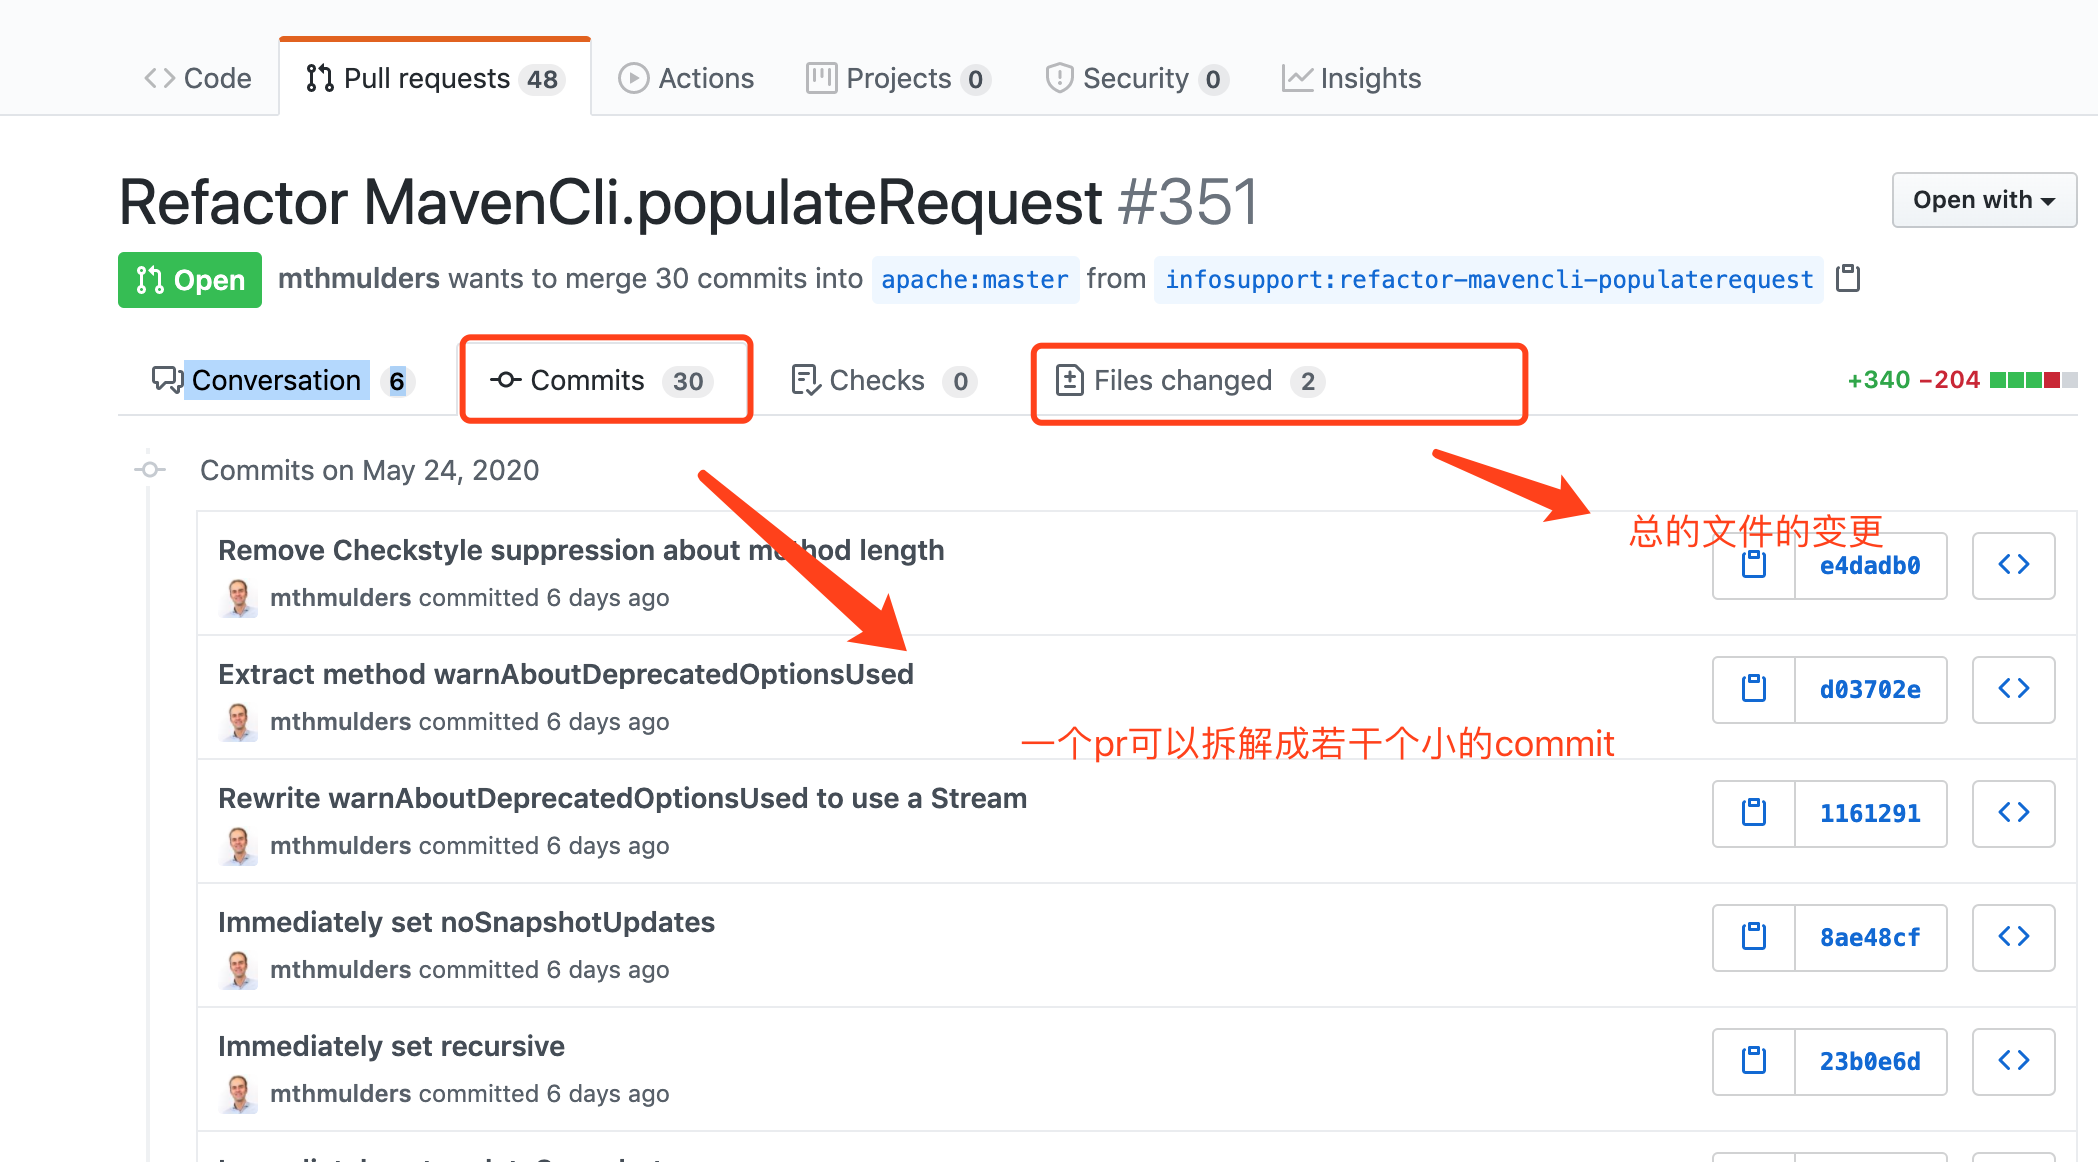 Code Pull requests 48 Actions Projects 0 Security 0 Insights
Refactor MavenCli.populateRequest #351
Open with
Open mthmulders wants to merge 30 commits into apache:master from infosupport:refactor-mavencli-populaterequest
Conversation 6 Commits 30 Checks 0 Files changed 2 +340 −204
Commits on May 24, 2020
总的文件的变更
Remove Checkstyle suppression about method length
e4dadb0
mthmulders committed 6 days ago
Extract method warnAboutDeprecatedOptionsUsed
d03702e
mthmulders committed 6 days ago
一个pr可以拆解成若干个小的commit
Rewrite warnAboutDeprecatedOptionsUsed to use a Stream
1161291
mthmulders committed 6 days ago
Immediately set noSnapshotUpdates
8ae48cf
mthmulders committed 6 days ago
Immediately set recursive
23b0e6d
mthmulders committed 6 days ago